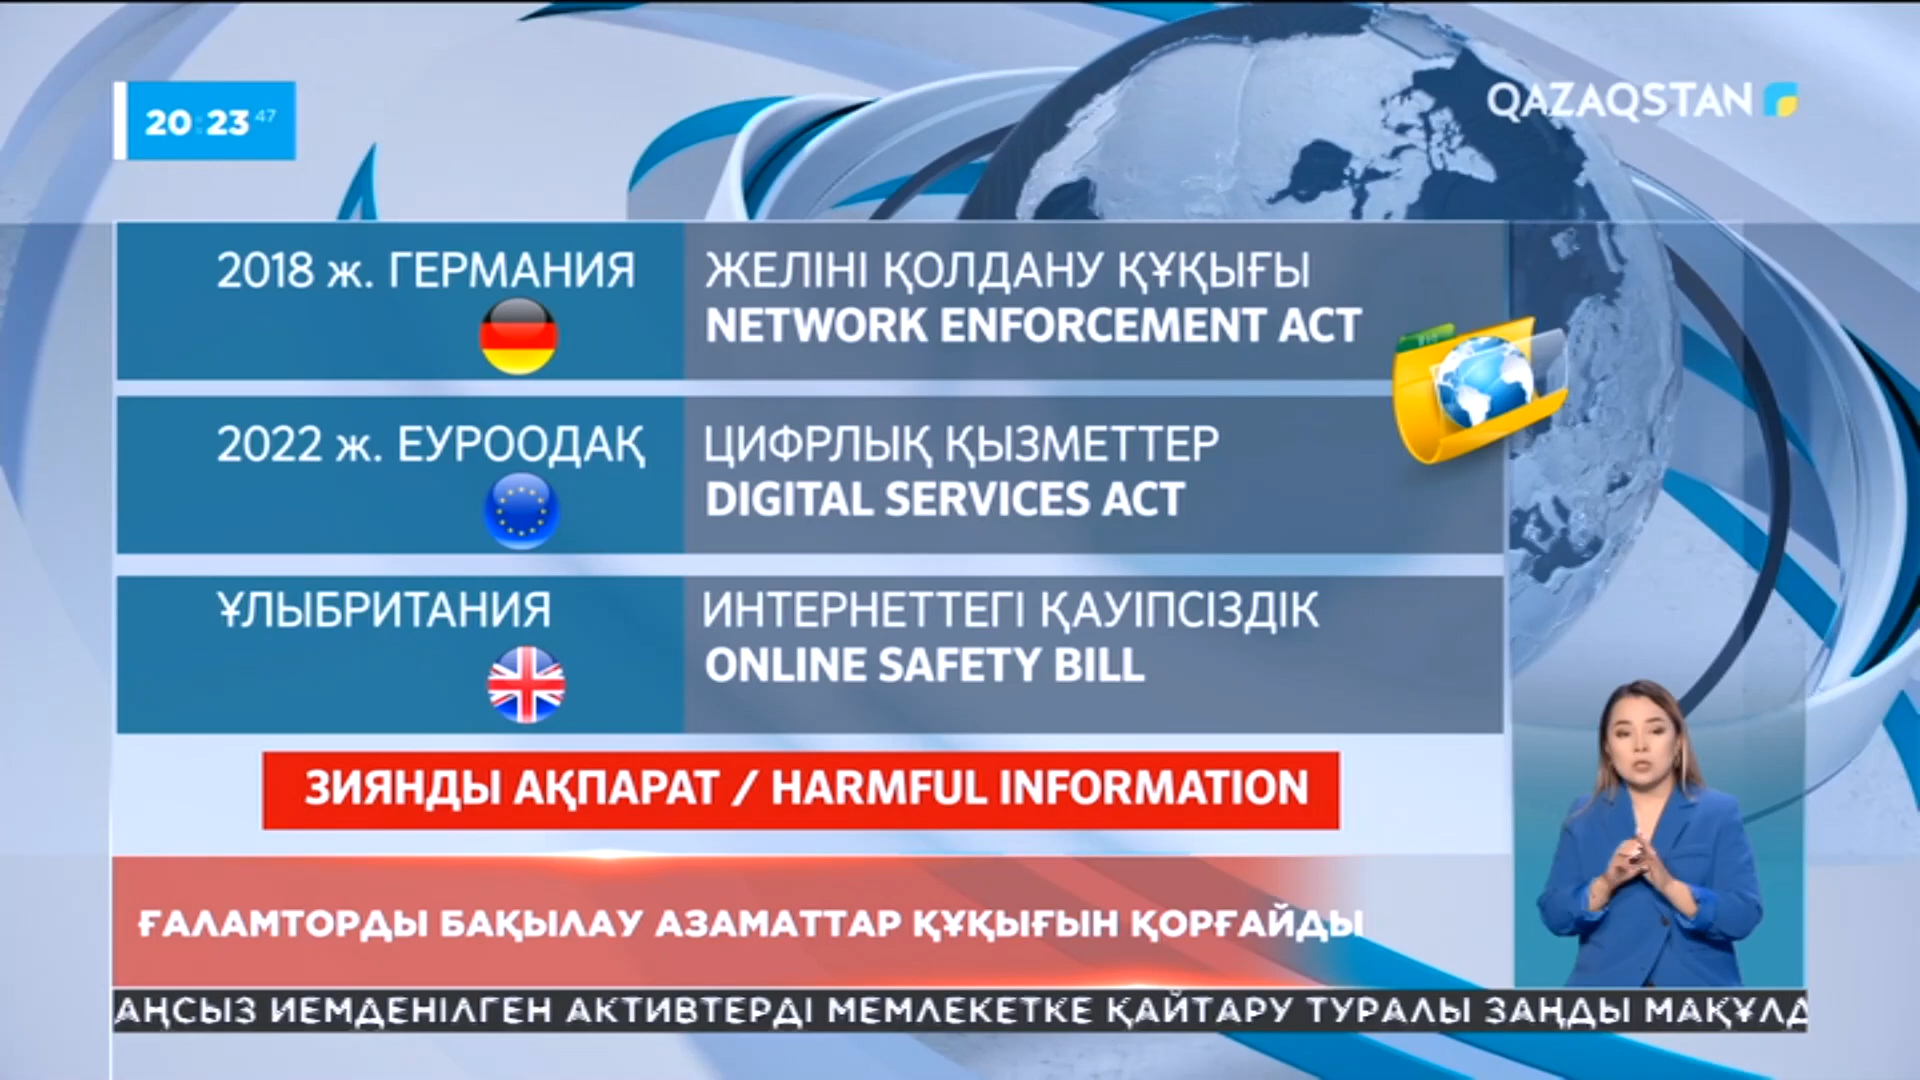 20:23 47
QAZAQSTAN
2018 ж. ГЕРМАНИЯ
ЖЕЛІНІ ҚОЛДАНУ ҚҰҚЫҒЫ
NETWORK ENFORCEMENT ACT
2022 ж. ЕУРООДАҚ
ЦИФРЛЫҚ ҚЫЗМЕТТЕР
DIGITAL SERVICES ACT
ҰЛЫБРИТАНИЯ
ИНТЕРНЕТТЕГІ ҚАУІПСІЗДІК
ONLINE SAFETY BILL
ЗИЯНДЫ АҚПАРАТ / HARMFUL INFORMATION
ҒАЛАМТОРДЫ БАҚЫЛАУ АЗАМАТТАР ҚҰҚЫҒЫН ҚОРҒАЙДЫ
АҢСЫЗ ИЕМДЕНІЛГЕН АКТИВТЕРДІ МЕМЛЕКЕТКЕ ҚАЙТАРУ ТУРАЛЫ ЗАҢДЫ МАҚҰЛД